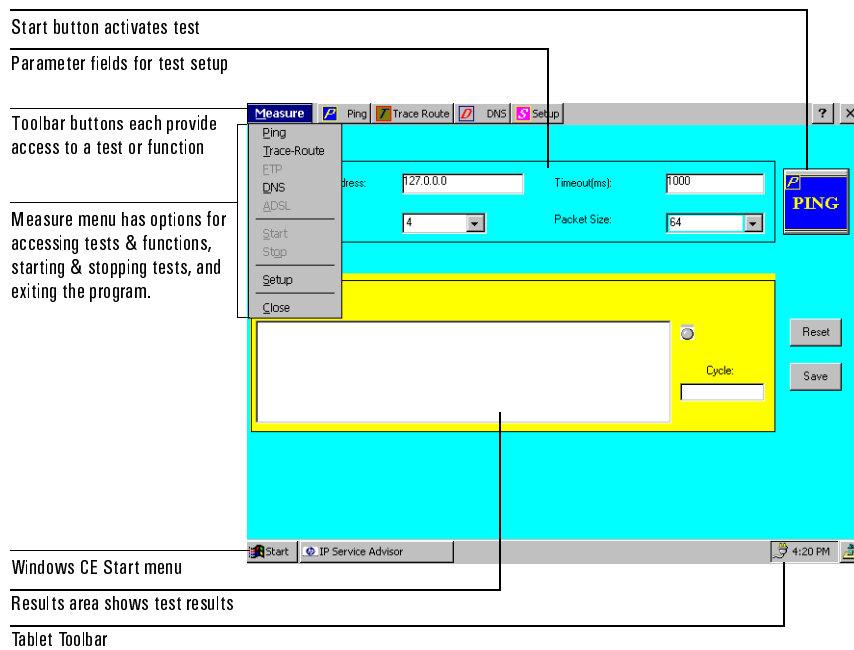 Start button activates test
Parameter fields for test setup
Toolbar buttons each provide
access to a test or function
Measure menu has options for
accessing tests & functions,
starting & stopping tests, and
exiting the program.
Measure P Ping T Trace Route D DNS S Setup ? X
Ping
Trace-Route
FTP
DNS
ADSL
Start
Stop
Setup
Close
dress: 127.0.0.0 Timeout(ms): 1000
4 Packet Size: 64
P
PING
Reset
Cycle:
Save
Start hp IP Service Advisor 4:20 PM
Windows CE Start menu
Results area shows test results
Tablet Toolbar